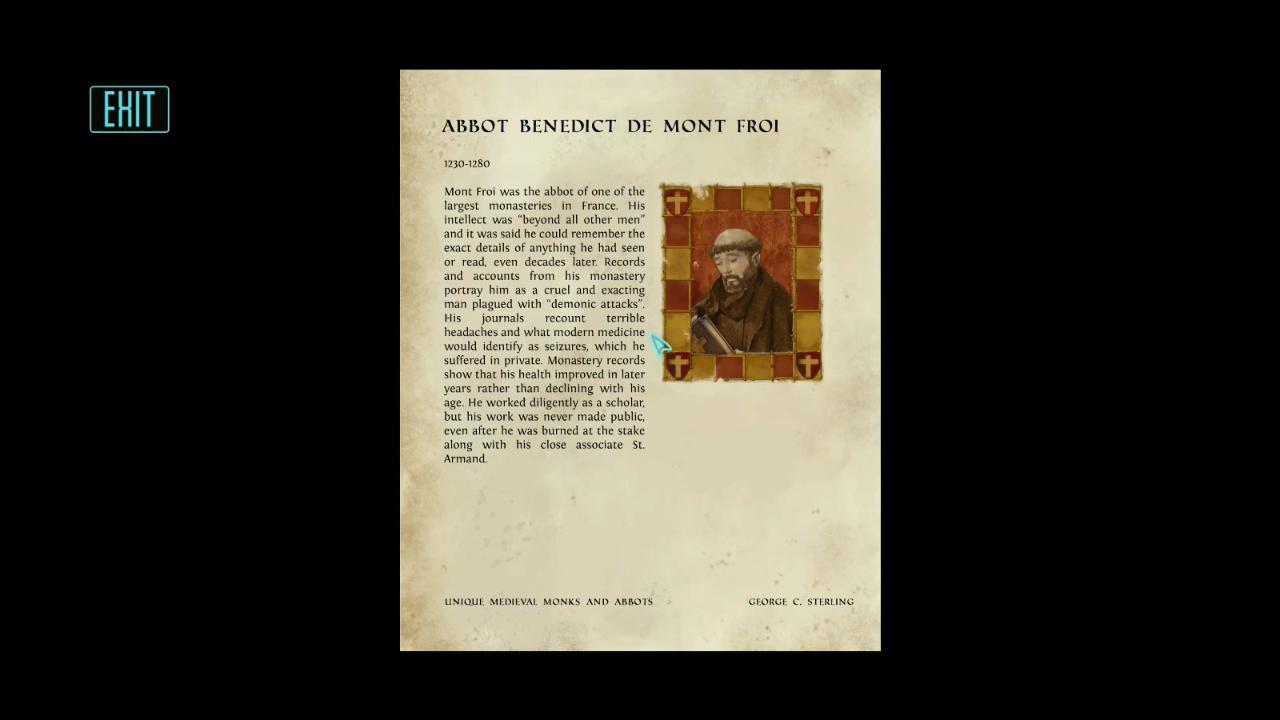 EXIT
ABBOT BENEDICT DE MONT FROI
1230-1280
Mont Froi was the abbot of one of the
largest monasteries in France. His
intellect was “beyond all other men”
and it was said he could remember the
exact details of anything he had seen
or read, even decades later. Records
and accounts from his monastery
portray him as a cruel and exacting
man plagued with “demonic attacks”.
His journals recount terrible
headaches and what modern medicine
would identify as seizures, which he
suffered in private. Monastery records
show that his health improved in later
years rather than declining with his
age. He worked diligently as a scholar,
but his work was never made public,
even after he was burned at the stake
along with his close associate St.
Armand.
UNIQUE MEDIEVAL MONKS AND ABBOTS
GEORGE C. STERLING